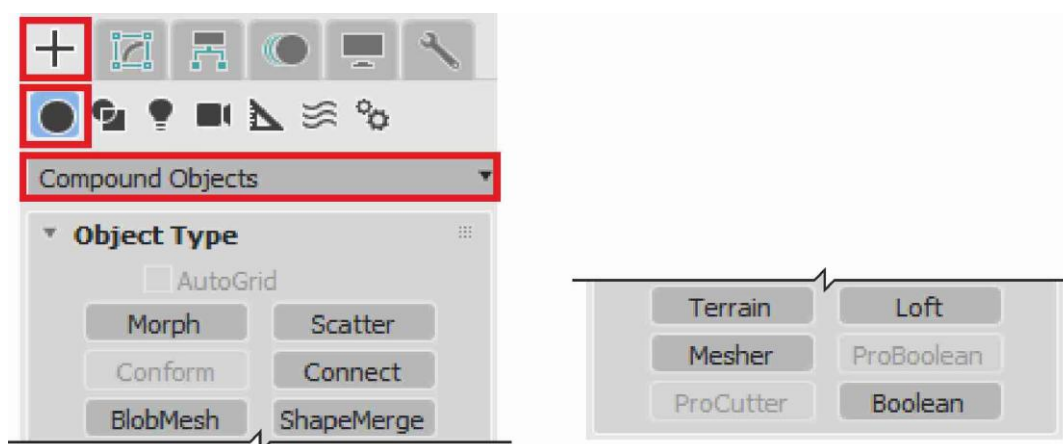 Compound Objects
Object Type
AutoGrid
Morph Scatter
Conform Connect
BlobMesh ShapeMerge
Terrain Loft
Mesher ProBoolean
ProCutter Boolean